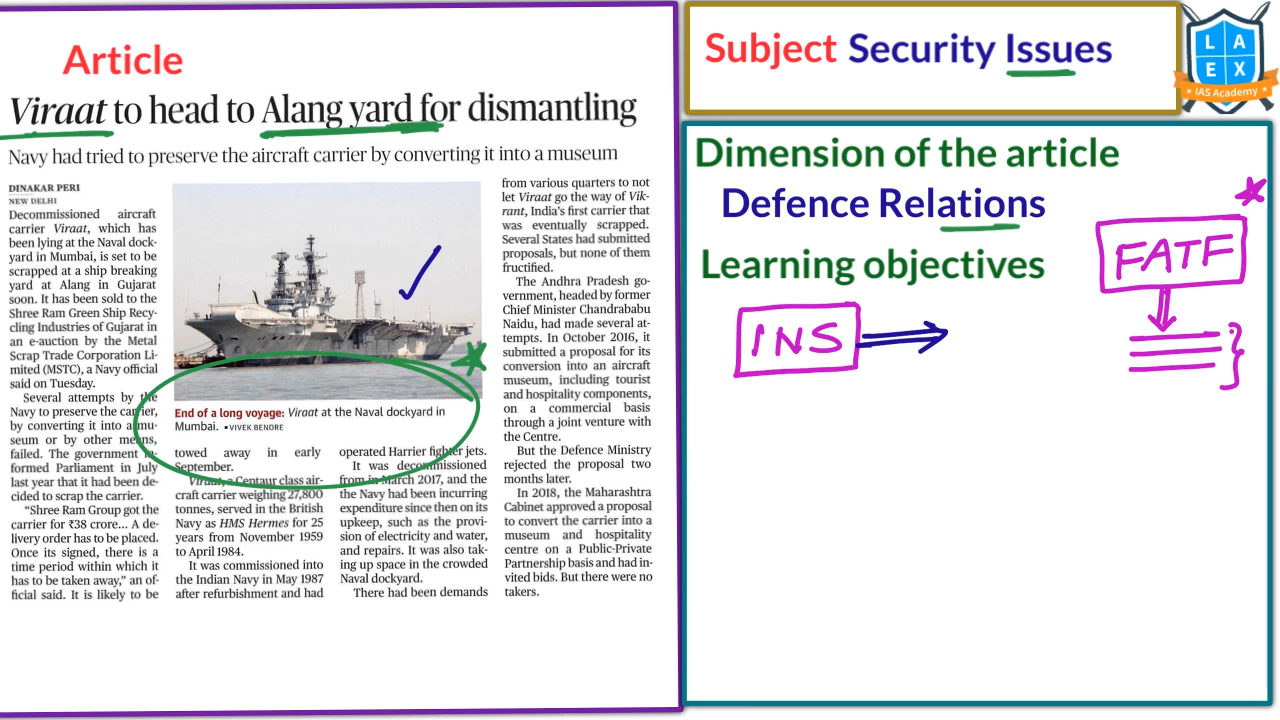 Article
Viraat to head to Alang yard for dismantling
Navy had tried to preserve the aircraft carrier by converting it into a museum
DINAKAR PERI
NEW DELHI
Decommissioned aircraft
carrier Viraat, which has
been lying at the Naval dock-
yard in Mumbai, is set to be
scrapped at a ship breaking
yard at Alang in Gujarat
soon. It has been sold to the
Shree Ram Green Ship Recy-
cling Industries of Gujarat in
an e-auction by the Metal
Scrap Trade Corporation Li-
mited (MSTC), a Navy official
said on Tuesday.
Several attempts by the
Navy to preserve the carrier,
by converting it into a mu-
seum or by other means,
failed. The government in-
formed Parliament in July
last year that it had been de-
cided to scrap the carrier.
“Shree Ram Group got the
carrier for ₹38 crore... A de-
livery order has to be placed.
Once its signed, there is a
time period within which it
has to be taken away,” an of-
ficial said. It is likely to be
End of a long voyage: Viraat at the Naval dockyard in
Mumbai. ▪ VIVEK BENDRE
towed away in early
September.
Viraat, a Centaur class air-
craft carrier weighing 27,800
tonnes, served in the British
Navy as HMS Hermes for 25
years from November 1959
to April 1984.
It was commissioned into
the Indian Navy in May 1987
after refurbishment and had
operated Harrier fighter jets.
It was decommissioned
from in March 2017, and the
the Navy had been incurring
expenditure since then on its
upkeep, such as the provi-
sion of electricity and water,
and repairs. It was also tak-
ing up space in the crowded
Naval dockyard.
There had been demands
from various quarters to not
let Viraat go the way of Vik-
rant, India’s first carrier that
was eventually scrapped.
Several States had submitted
proposals, but none of them
fructified.
The Andhra Pradesh go-
vernment, headed by former
Chief Minister Chandrababu
Naidu, had made several at-
tempts. In October 2016, it
submitted a proposal for its
conversion into an aircraft
museum, including tourist
and hospitality components,
on a commercial basis
through a joint venture with
the Centre.
But the Defence Ministry
rejected the proposal two
months later.
In 2018, the Maharashtra
Cabinet approved a proposal
to convert the carrier into a
museum and hospitality
centre on a Public-Private
Partnership basis and had in-
vited bids. But there were no
takers.
Subject Security Issues
L A
E X
IAS Academy
Dimension of the article
Defence Relations
Learning objectives
FATF
INS